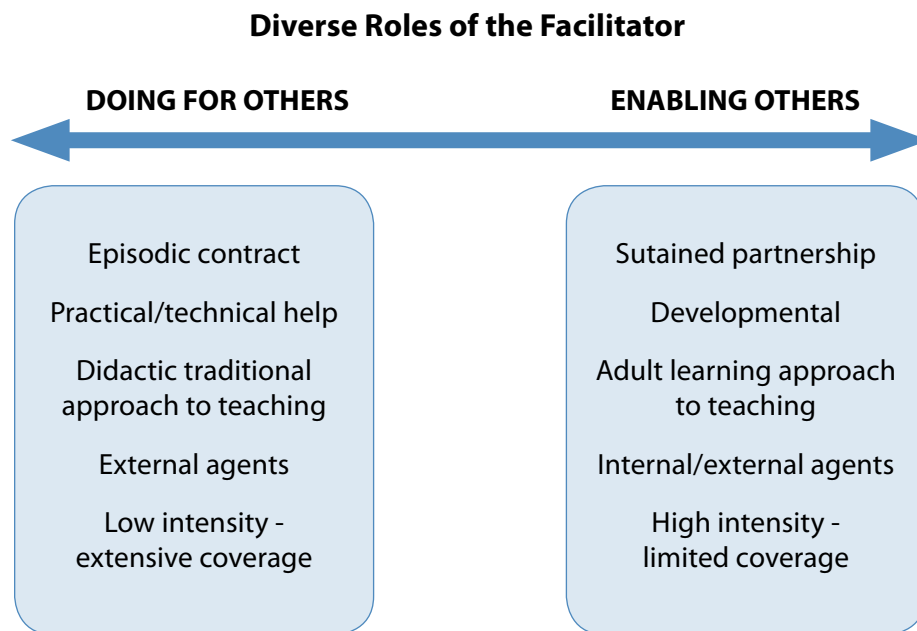 Diverse Roles of the Facilitator
DOING FOR OTHERS
ENABLING OTHERS
Episodic contract
Practical/technical help
Didactic traditional
approach to teaching
External agents
Low intensity -
extensive coverage
Sutained partnership
Developmental
Adult learning approach
to teaching
Internal/external agents
High intensity -
limited coverage